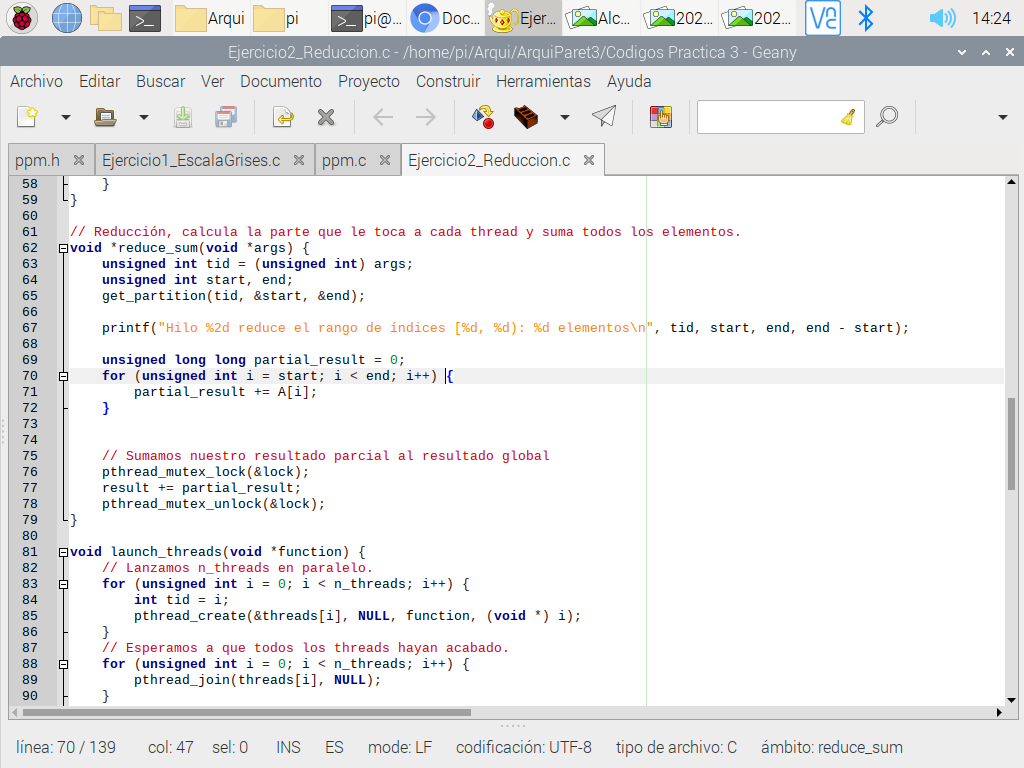 Arqui pi pi@... Doc... Ejer... Alc... 202... 202... 14:24
Ejercicio2_Reduccion.c - /home/pi/Arqui/ArquiParet3/Codigos Practica 3 - Geany
Archivo Editar Buscar Ver Documento Proyecto Construir Herramientas Ayuda
ppm.h Ejercicio1_EscalaGrises.c ppm.c Ejercicio2_Reduccion.c
58 }
59 }
60
61 // Reducción, calcula la parte que le toca a cada thread y suma todos los elementos.
62 void *reduce_sum(void *args) {
63 unsigned int tid = (unsigned int) args;
64 unsigned int start, end;
65 get_partition(tid, &start, &end);
66
67 printf("Hilo %2d reduce el rango de índices [%d, %d): %d elementos\n", tid, start, end, end - start);
68
69 unsigned long long partial_result = 0;
70 for (unsigned int i = start; i < end; i++) {
71 partial_result += A[i];
72 }
73
74
75 // Sumamos nuestro resultado parcial al resultado global
76 pthread_mutex_lock(&lock);
77 result += partial_result;
78 pthread_mutex_unlock(&lock);
79 }
80
81 void launch_threads(void *function) {
82 // Lanzamos n_threads en paralelo.
83 for (unsigned int i = 0; i < n_threads; i++) {
84 int tid = i;
85 pthread_create(&threads[i], NULL, function, (void *) i);
86 }
87 // Esperamos a que todos los threads hayan acabado.
88 for (unsigned int i = 0; i < n_threads; i++) {
89 pthread_join(threads[i], NULL);
90 }
línea: 70 / 139 col: 47 sel: 0 INS ES mode: LF codificación: UTF-8 tipo de archivo: C ámbito: reduce_sum